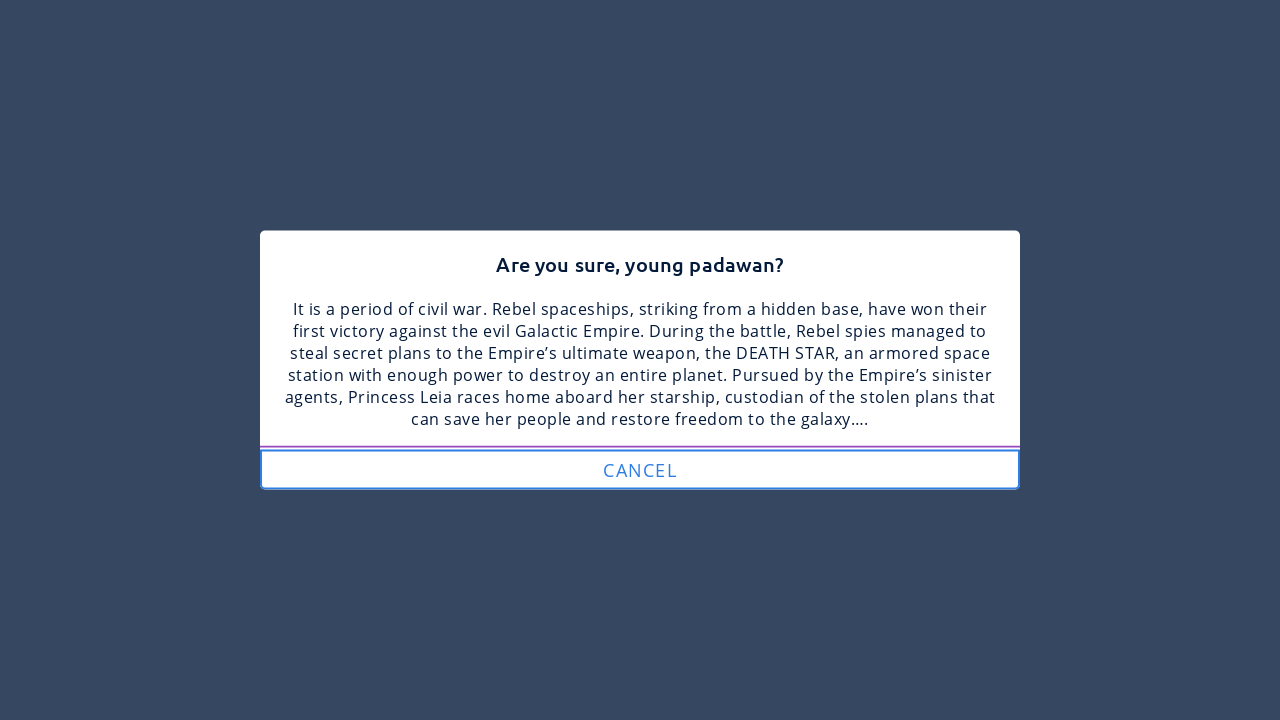 Are you sure, young padawan?
It is a period of civil war. Rebel spaceships, striking from a hidden base, have won their
first victory against the evil Galactic Empire. During the battle, Rebel spies managed to
steal secret plans to the Empire’s ultimate weapon, the DEATH STAR, an armored space
station with enough power to destroy an entire planet. Pursued by the Empire’s sinister
agents, Princess Leia races home aboard her starship, custodian of the stolen plans that
can save her people and restore freedom to the galaxy....
CANCEL